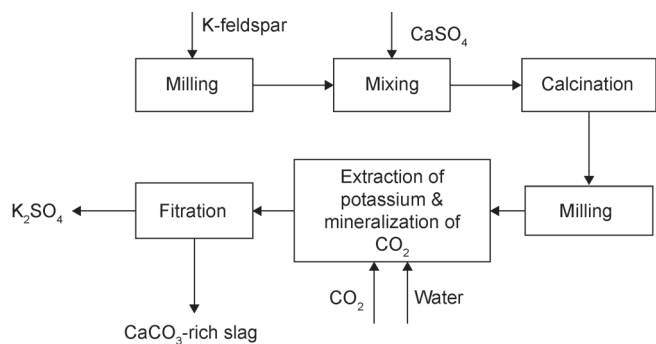 K-feldspar
CaSO₄
Milling
Mixing
Calcination
K₂SO₄
Fitration
Extraction of
potassium &
mineralization of
CO₂
Milling
CO₂
Water
CaCO₃-rich slag